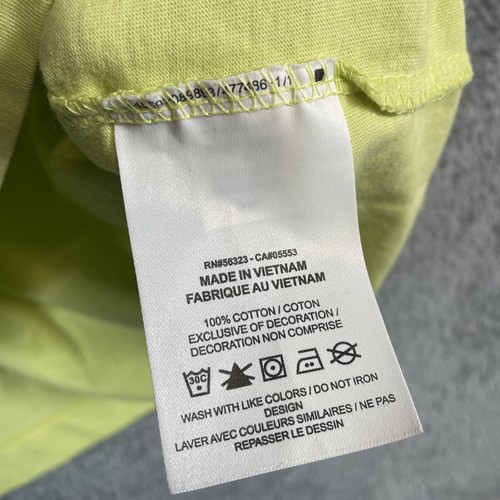 RN#56323 - CA#05553
MADE IN VIETNAM
FABRIQUE AU VIETNAM
100% COTTON / COTON
EXCLUSIVE OF DECORATION /
DECORATION NON COMPRISE
30C
WASH WITH LIKE COLORS / DO NOT IRON
DESIGN
LAVER AVEC COULEURS SIMILAIRES / NE PAS
REPASSER LE DESSIN